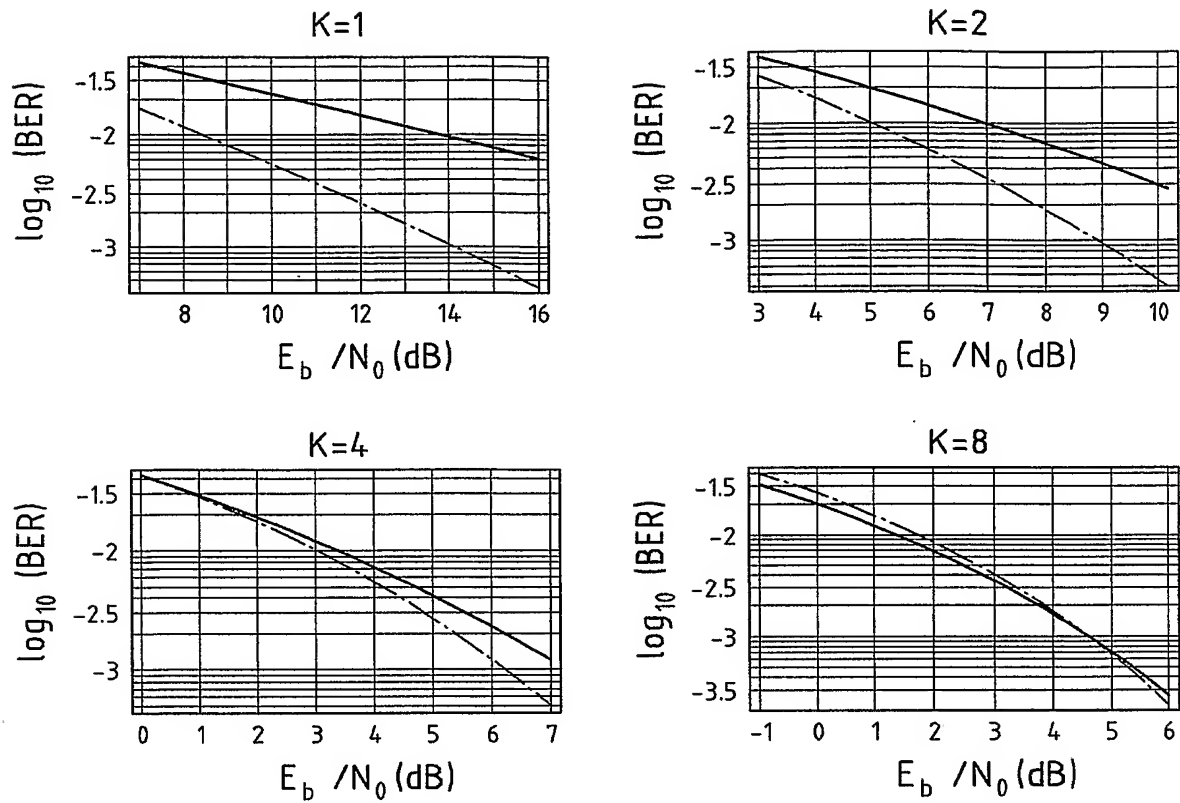 K=1
log10 (BER)
-1.5
-2
-2.5
-3
8 10 12 14 16
Eb /N0 (dB)
K=2
log10 (BER)
-1.5
-2
-2.5
-3
3 4 5 6 7 8 9 10
Eb /N0 (dB)
K=4
log10 (BER)
-1.5
-2
-2.5
-3
0 1 2 3 4 5 6 7
Eb /N0 (dB)
K=8
log10 (BER)
-1.5
-2
-2.5
-3
-3.5
-1 0 1 2 3 4 5 6
Eb /N0 (dB)